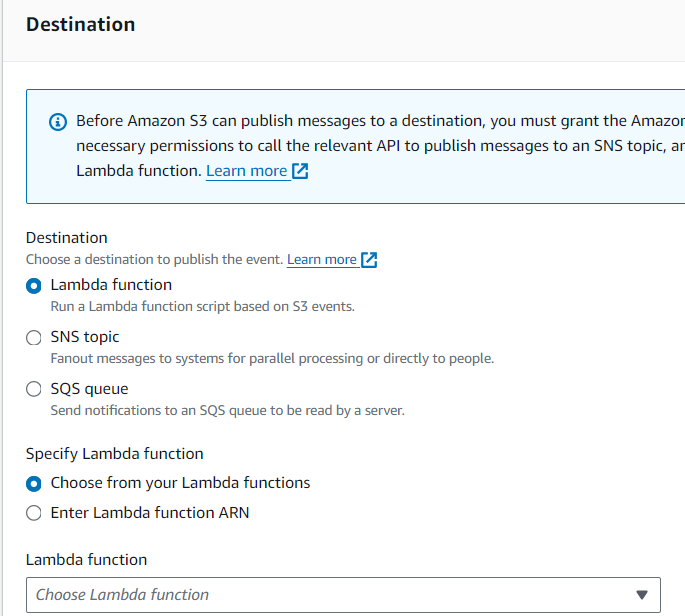 Destination
Before Amazon S3 can publish messages to a destination, you must grant the Amazon
necessary permissions to call the relevant API to publish messages to an SNS topic,
Lambda function. Learn more
Destination
Choose a destination to publish the event. Learn more
Lambda function
Run a Lambda function script based on S3 events.
SNS topic
Fanout messages to systems for parallel processing or directly to people.
SQS queue
Send notifications to an SQS queue to be read by a server.
Specify Lambda function
Choose from your Lambda functions
Enter Lambda function ARN
Lambda function
Choose Lambda function